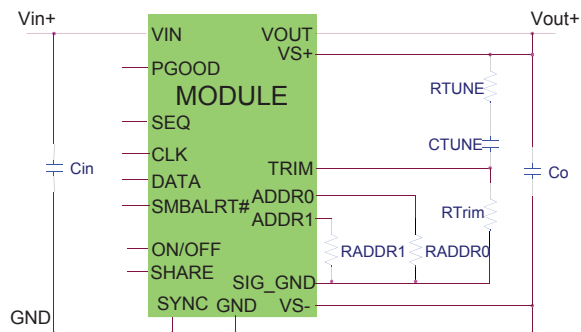 Vin+
VIN
VOUT
Vout+
VS+
PGOOD
MODULE
RTUNE
SEQ
CTUNE
CLK
TRIM
Cin
DATA
Co
ADDR0
SMBALRT#
ADDR1
RTrim
ON/OFF
RADDR1
RADDR0
SHARE
SIG_GND
SYNC
GND
VS-
GND